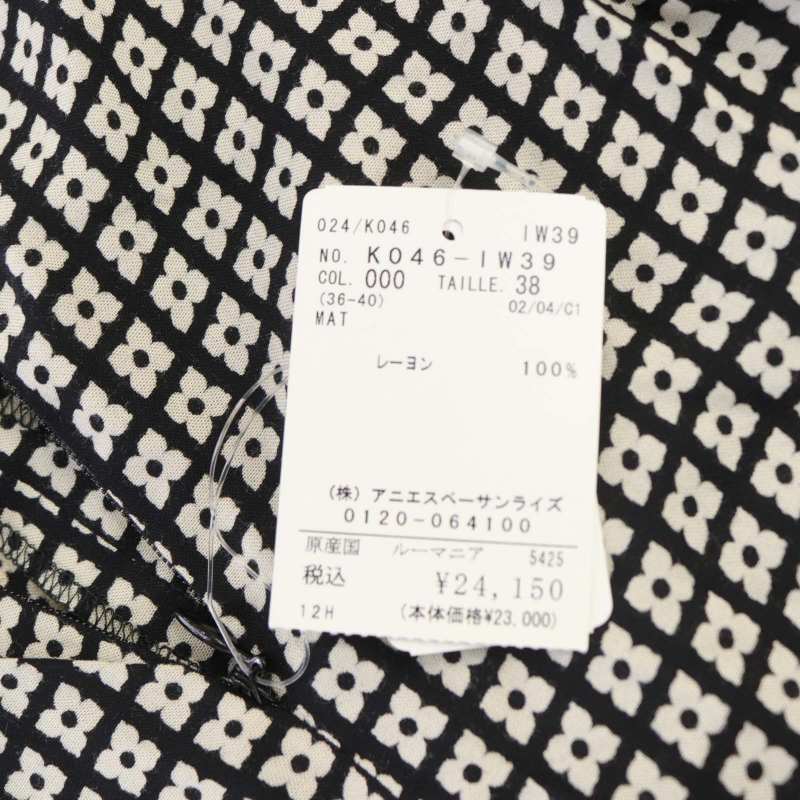 024/K046 IW39
NO. K046-IW39
COL. 000 TAILLE. 38
(36-40) 02/04/C1
MAT
レーヨン 100%
(株) アニエスベーサンライズ
0120-064100
原産国 ルーマニア 5425
税込 ¥24,150
12H (本体価格¥23,000)